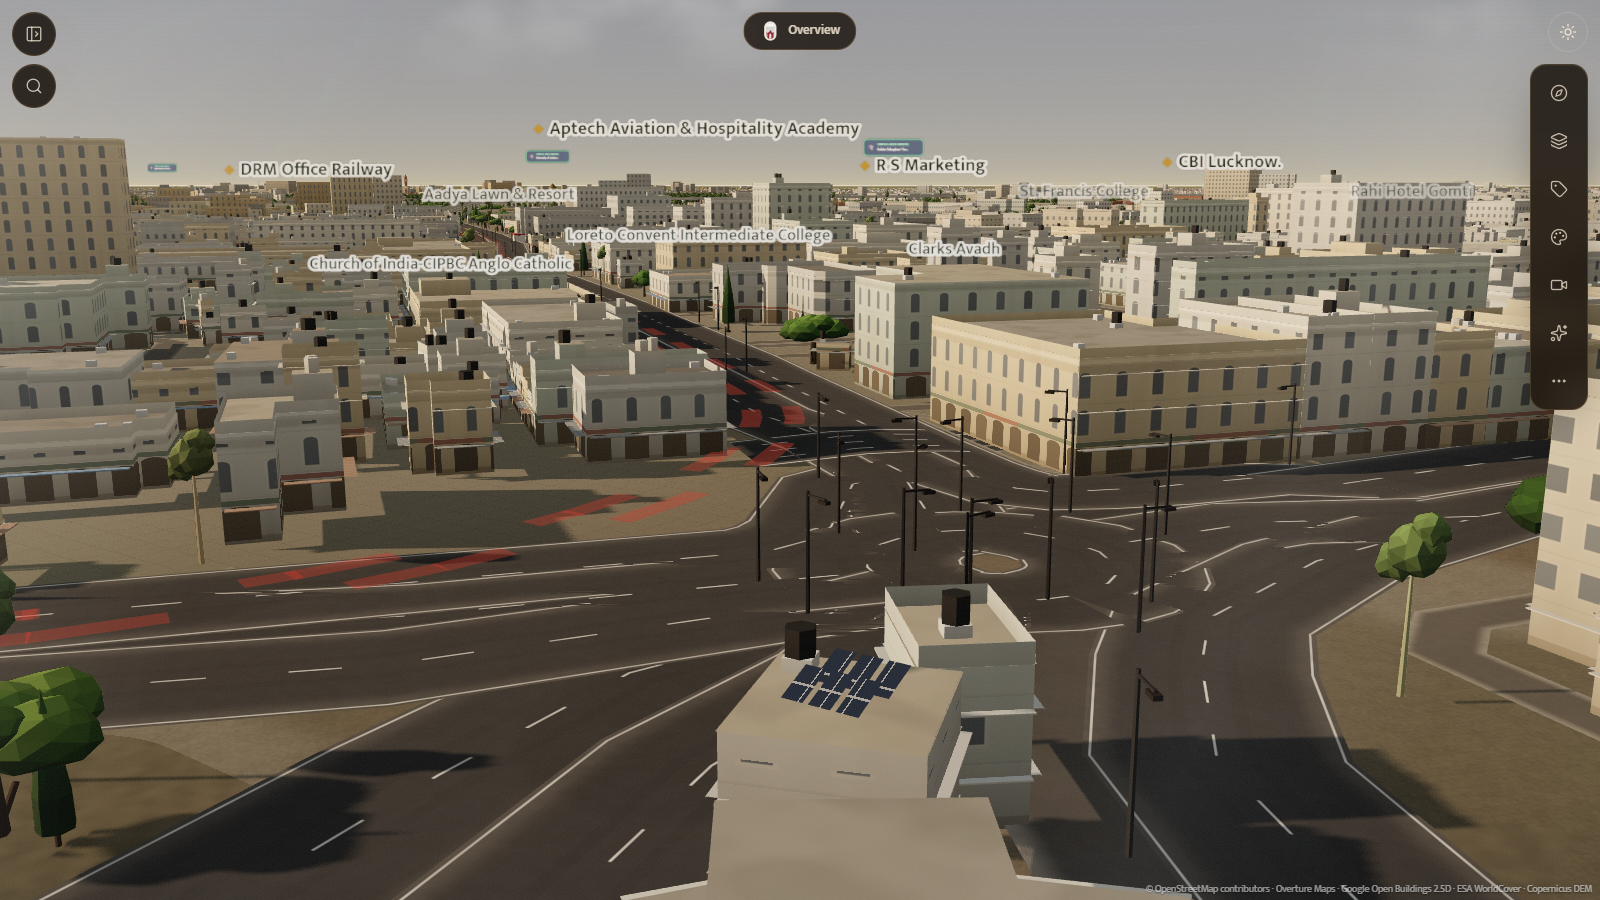 Overview
Aptech Aviation & Hospitality Academy
DRM Office Railway
R S Marketing
CBI Lucknow.
Aadya Lawn & Resort
St. Francis College
Rahi Hotel Gomti
Loreto Convent Intermediate College
Clarks Avadh
Church of India-CIPBC Anglo Catholic
© OpenStreetMap contributors · Overture Maps · Google Open Buildings 2.5D · ESA WorldCover · Copernicus DEM